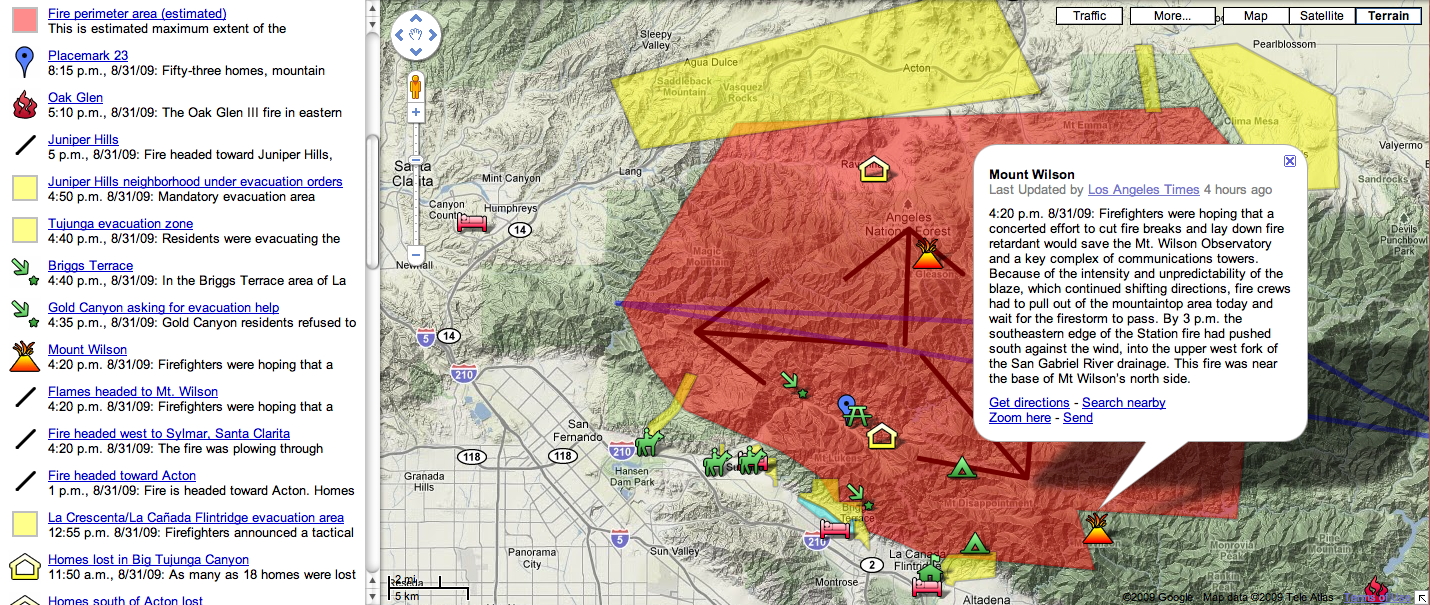 Fire perimeter area (estimated)
This is estimated maximum extent of the
Placemark 23
8:15 p.m., 8/31/09: Fifty-three homes, mountain
Oak Glen
5:10 p.m., 8/31/09: The Oak Glen III fire in eastern
Juniper Hills
5 p.m., 8/31/09: Fire headed toward Juniper Hills,
Juniper Hills neighborhood under evacuation orders
4:50 p.m., 8/31/09: Mandatory evacuation area
Tujunga evacuation zone
4:40 p.m., 8/31/09: Residents were evacuating the
Briggs Terrace
4:40 p.m., 8/31/09: In the Briggs Terrace area of La
Gold Canyon asking for evacuation help
4:35 p.m., 8/31/09: Gold Canyon residents refused to
Mount Wilson
4:20 p.m. 8/31/09: Firefighters were hoping that a
Flames headed to Mt. Wilson
4:20 p.m. 8/31/09: Firefighters were hoping that a
Fire headed west to Sylmar, Santa Clarita
4:20 p.m. 8/31/09: The fire was plowing through
Fire headed toward Acton
1 p.m., 8/31/09: Fire is headed toward Acton. Homes
La Crescenta/La Cañada Flintridge evacuation area
12:55 p.m., 8/31/09: Firefighters announced a tactical
Homes lost in Big Tujunga Canyon
11:50 a.m., 8/31/09: As many as 18 homes were lost
Homes south of Acton lost
Traffic
More...
Map
Satellite
Terrain
Sleepy
Valley
Agua Dulce
Acton
Saddleback
Mountain
Vasquez
Rocks
Pearlblossom
Mt Emma
Clima Mesa
Valyermo
Sandrocks
Devils
Punchbowl
Park
Santa
Clarita
Lang
Mint Canyon
Canyon
Humphreys
14
Angeles
National Forest
Magic
Mountain
Mount Wilson
Last Updated by Los Angeles Times 4 hours ago
4:20 p.m. 8/31/09: Firefighters were hoping that a
concerted effort to cut fire breaks and lay down fire
retardant would save the Mt. Wilson Observatory
and a key complex of communications towers.
Because of the intensity and unpredictability of the
blaze, which continued shifting directions, fire crews
had to pull out of the mountaintop area today and
wait for the firestorm to pass. By 3 p.m. the
southeastern edge of the Station fire had pushed
south against the wind, into the upper west fork of
the San Gabriel River drainage. This fire was near
the base of Mt Wilson's north side.
Get directions - Search nearby
Zoom here - Send
5
14
210
San
Fernando
118
118
210
Hansen
Dam Park
Granada
Hills
Mt Lukens
Mt Disappointment
Briggs
Terrace
Panorama
City
5
Sun Valley
210
2
La Cañada
Flintridge
Montrose
Altadena
Monrovia
Peak
Rankin
Peak
Pine
Mountain
Reseda
2 mi
5 km
©2009 Google - Map data ©2009 Tele Atlas - Terms of Use